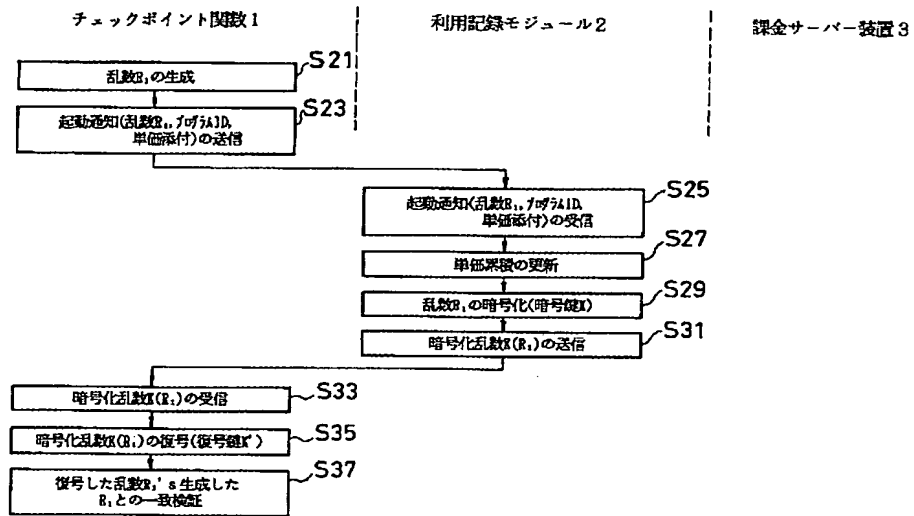 チェックポイント関数1
利用記録モジュール2
課金サーバー装置3
S21
乱数R₁の生成
S23
起動通知(乱数R₁,プログラムID,
単価添付)の送信
S25
起動通知(乱数R₁,プログラムID,
単価添付)の受信
S27
単価累積の更新
S29
乱数R₁の暗号化(暗号鍵K)
S31
暗号化乱数K(R₁)の送信
S33
暗号化乱数K(R₁)の受信
S35
暗号化乱数K(R₁)の復号(復号鍵K')
S37
復号した乱数R₁'s生成した
R₁との一致検証